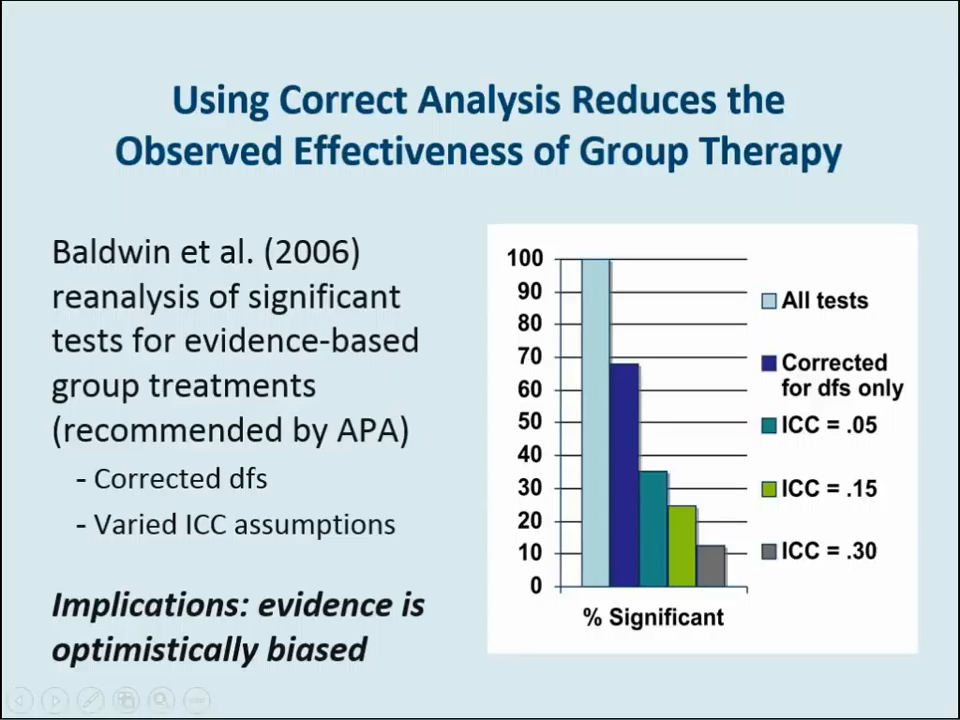 Using Correct Analysis Reduces the
Observed Effectiveness of Group Therapy
Baldwin et al. (2006)
reanalysis of significant
tests for evidence-based
group treatments
(recommended by APA)
- Corrected dfs
- Varied ICC assumptions
Implications: evidence is
optimistically biased
100
90
80
70
60
50
40
30
20
10
0
% Significant
All tests
Corrected
for dfs only
ICC = .05
ICC = .15
ICC = .30